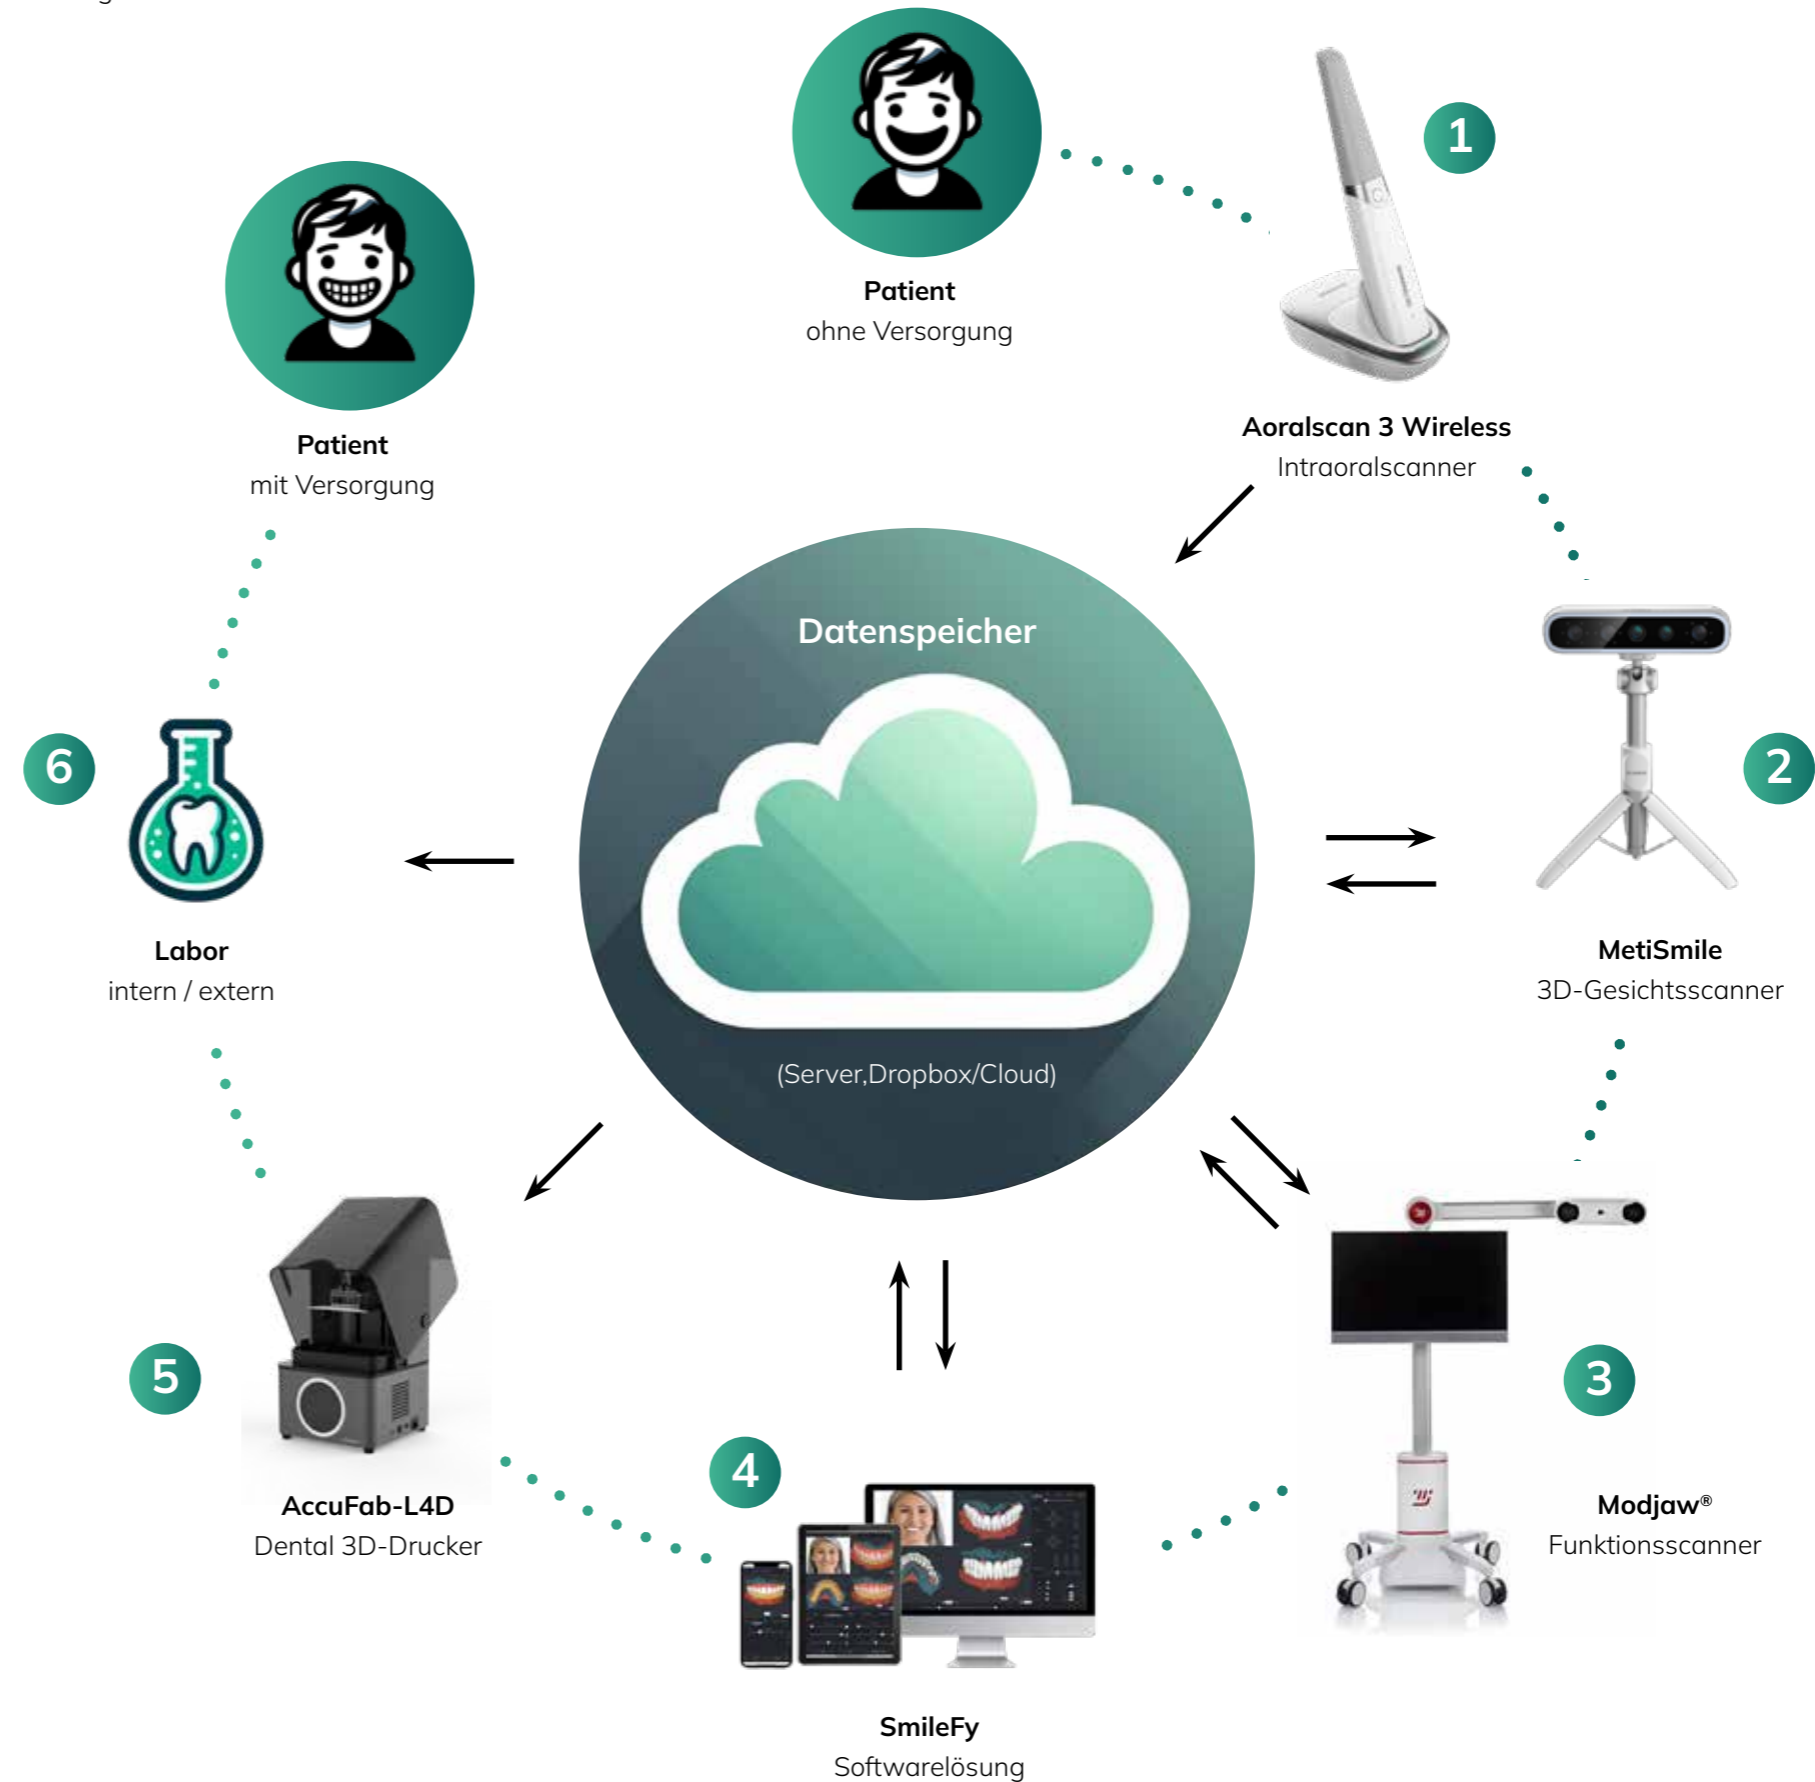 Patient
ohne Versorgung
1
Aoralscan 3 Wireless
Intraoralscanner
2
MetiSmile
3D-Gesichtsscanner
3
Modjaw®
Funktionsscanner
4
SmileFy
Softwarelösung
5
AccuFab-L4D
Dental 3D-Drucker
6
Labor
intern / extern
Patient
mit Versorgung
Datenspeicher
(Server,Dropbox/Cloud)